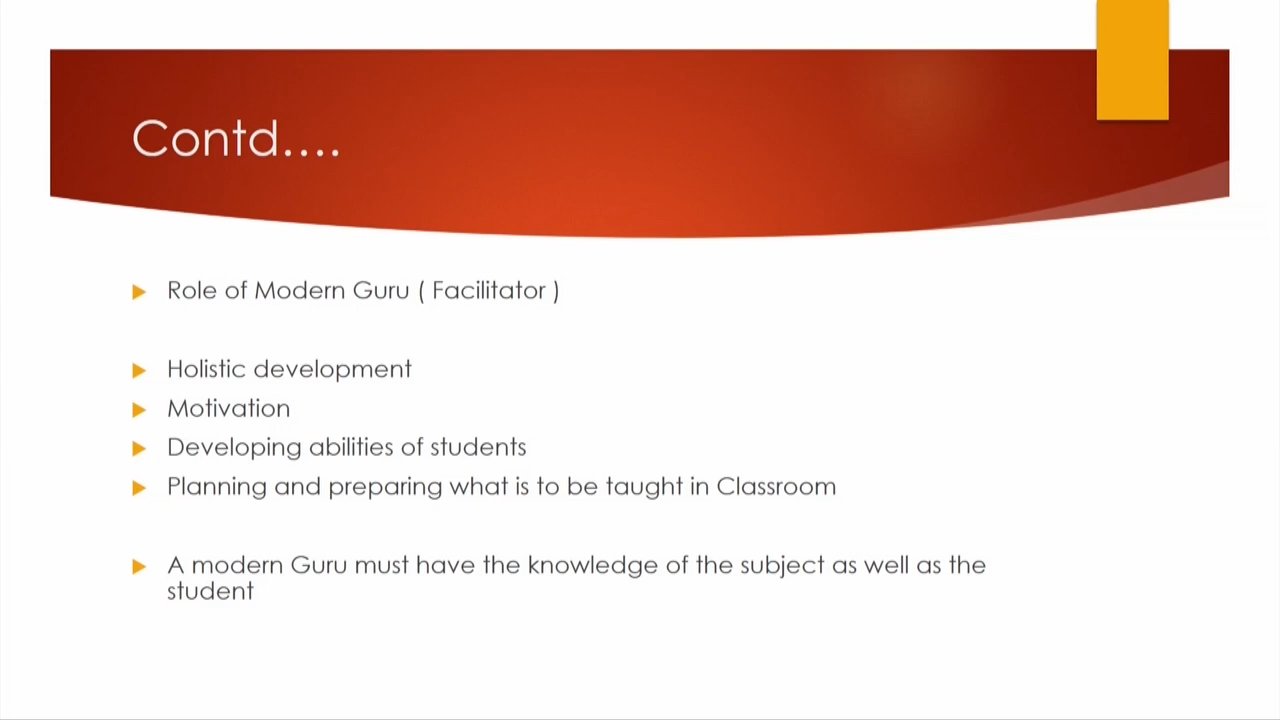 Contd....
Role of Modern Guru ( Facilitator )
Holistic development
Motivation
Developing abilities of students
Planning and preparing what is to be taught in Classroom
A modern Guru must have the knowledge of the subject as well as the
student